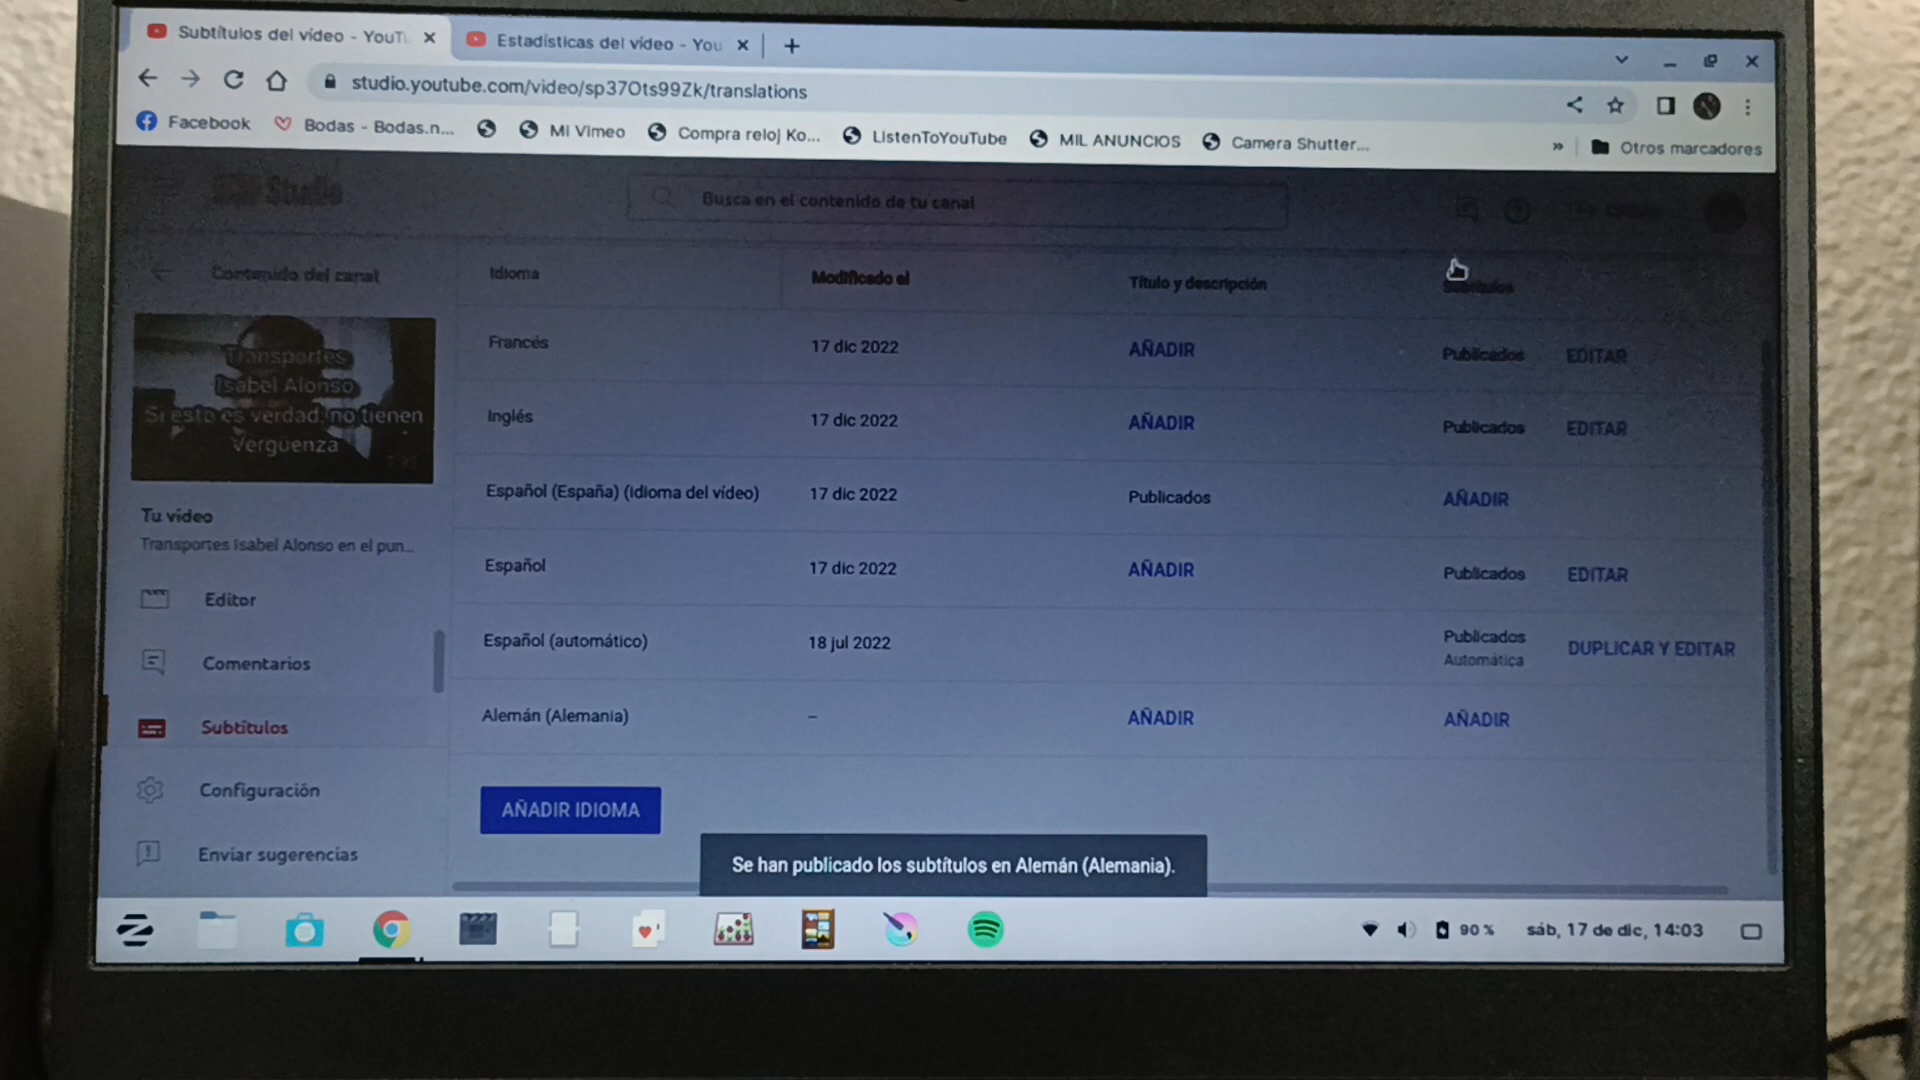 Subtítulos del vídeo - YouTu
Estadísticas del vídeo - You
studio.youtube.com/video/sp37Ots99Zk/translations
Facebook
Bodas - Bodas.n...
Mi Vimeo
Compra reloj Ko...
ListenToYouTube
MIL ANUNCIOS
Camera Shutter...
»
Otros marcadores
Studio
Busca en el contenido de tu canal
Contenido del canal
Idioma
Modificado el
Título y descripción
Subtítulos
Transportes
Isabel Alonso
Si esto es verdad, no tienen
Vergüenza
Francés
17 dic 2022
AÑADIR
Publicados
EDITAR
Inglés
17 dic 2022
AÑADIR
Publicados
EDITAR
Español (España) (idioma del vídeo)
17 dic 2022
Publicados
AÑADIR
Tu vídeo
Transportes Isabel Alonso en el pun...
Español
17 dic 2022
AÑADIR
Publicados
EDITAR
Editor
Español (automático)
18 jul 2022
Publicados
Automática
DUPLICAR Y EDITAR
Comentarios
Alemán (Alemania)
–
AÑADIR
AÑADIR
Subtítulos
Configuración
AÑADIR IDIOMA
Enviar sugerencias
Se han publicado los subtítulos en Alemán (Alemania).
90 %
sáb, 17 de dic, 14:03